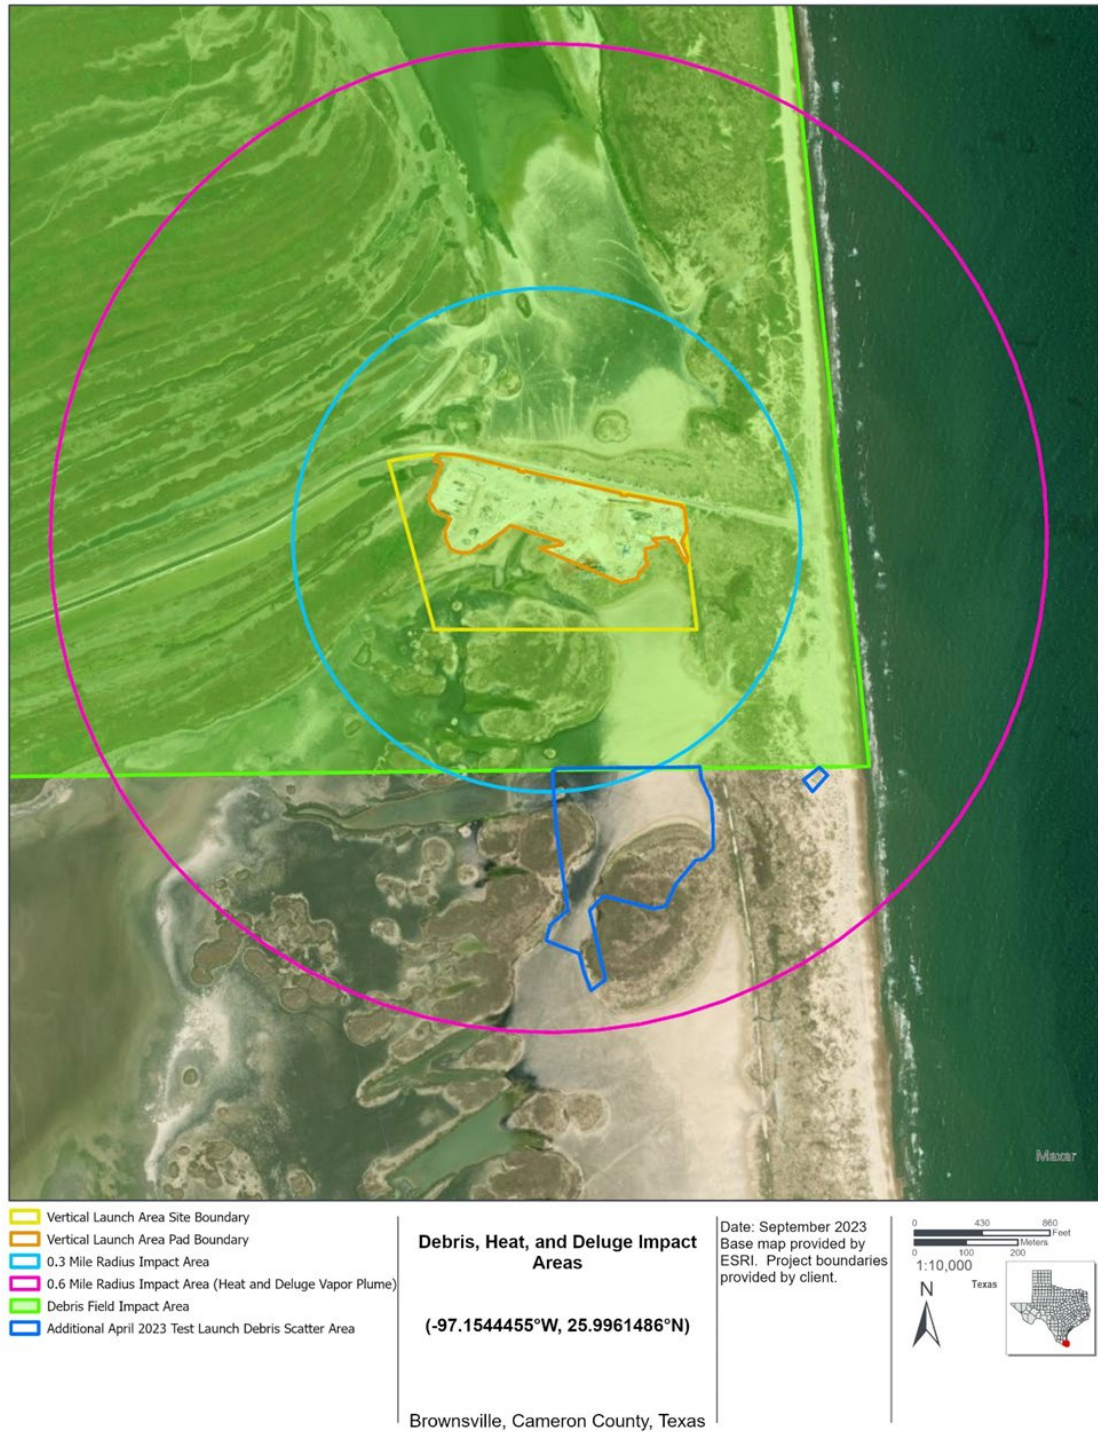 Maxar
Vertical Launch Area Site Boundary
Vertical Launch Area Pad Boundary
0.3 Mile Radius Impact Area
0.6 Mile Radius Impact Area (Heat and Deluge Vapor Plume)
Debris Field Impact Area
Additional April 2023 Test Launch Debris Scatter Area
Debris, Heat, and Deluge Impact
Areas
(-97.1544455°W, 25.9961486°N)
Brownsville, Cameron County, Texas
Date: September 2023
Base map provided by
ESRI. Project boundaries
provided by client.
0 430 860
Feet
Meters
0 100 200
1:10,000
N
Texas